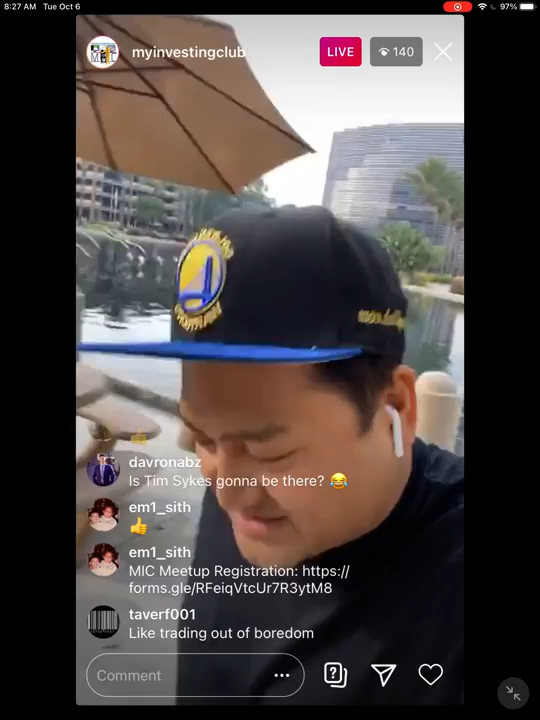 8:27 AM Tue Oct 6
97%
myinvestingclub
LIVE
140
davronabz
Is Tim Sykes gonna be there? 😂
em1_sith
👍
em1_sith
MIC Meetup Registration: https://
forms.gle/RFeiqVtcUr7R3ytM8
taverf001
Like trading out of boredom
Comment